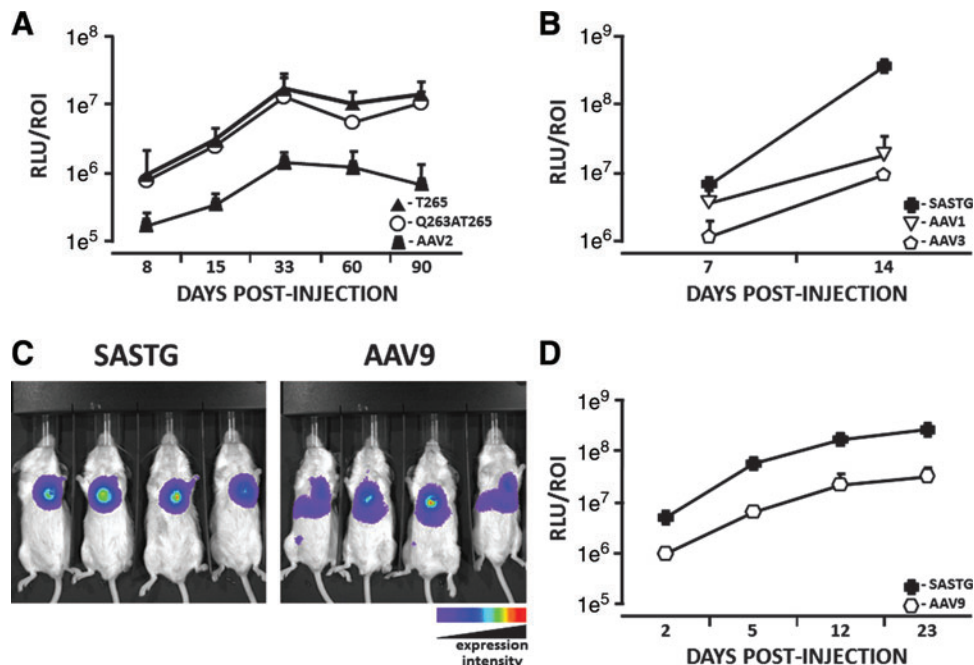 A
1e8
1e7
1e6
1e5
RLU/ROI
8 15 33 60 90
DAYS POST-INJECTION
- T265
- Q263AT265
- AAV2
B
1e9
1e8
1e7
1e6
RLU/ROI
7 14
DAYS POST-INJECTION
- SASTG
- AAV1
- AAV3
C
SASTG
AAV9
expression
intensity
D
1e9
1e8
1e7
1e6
1e5
RLU/ROI
2 5 12 23
DAYS POST-INJECTION
- SASTG
- AAV9